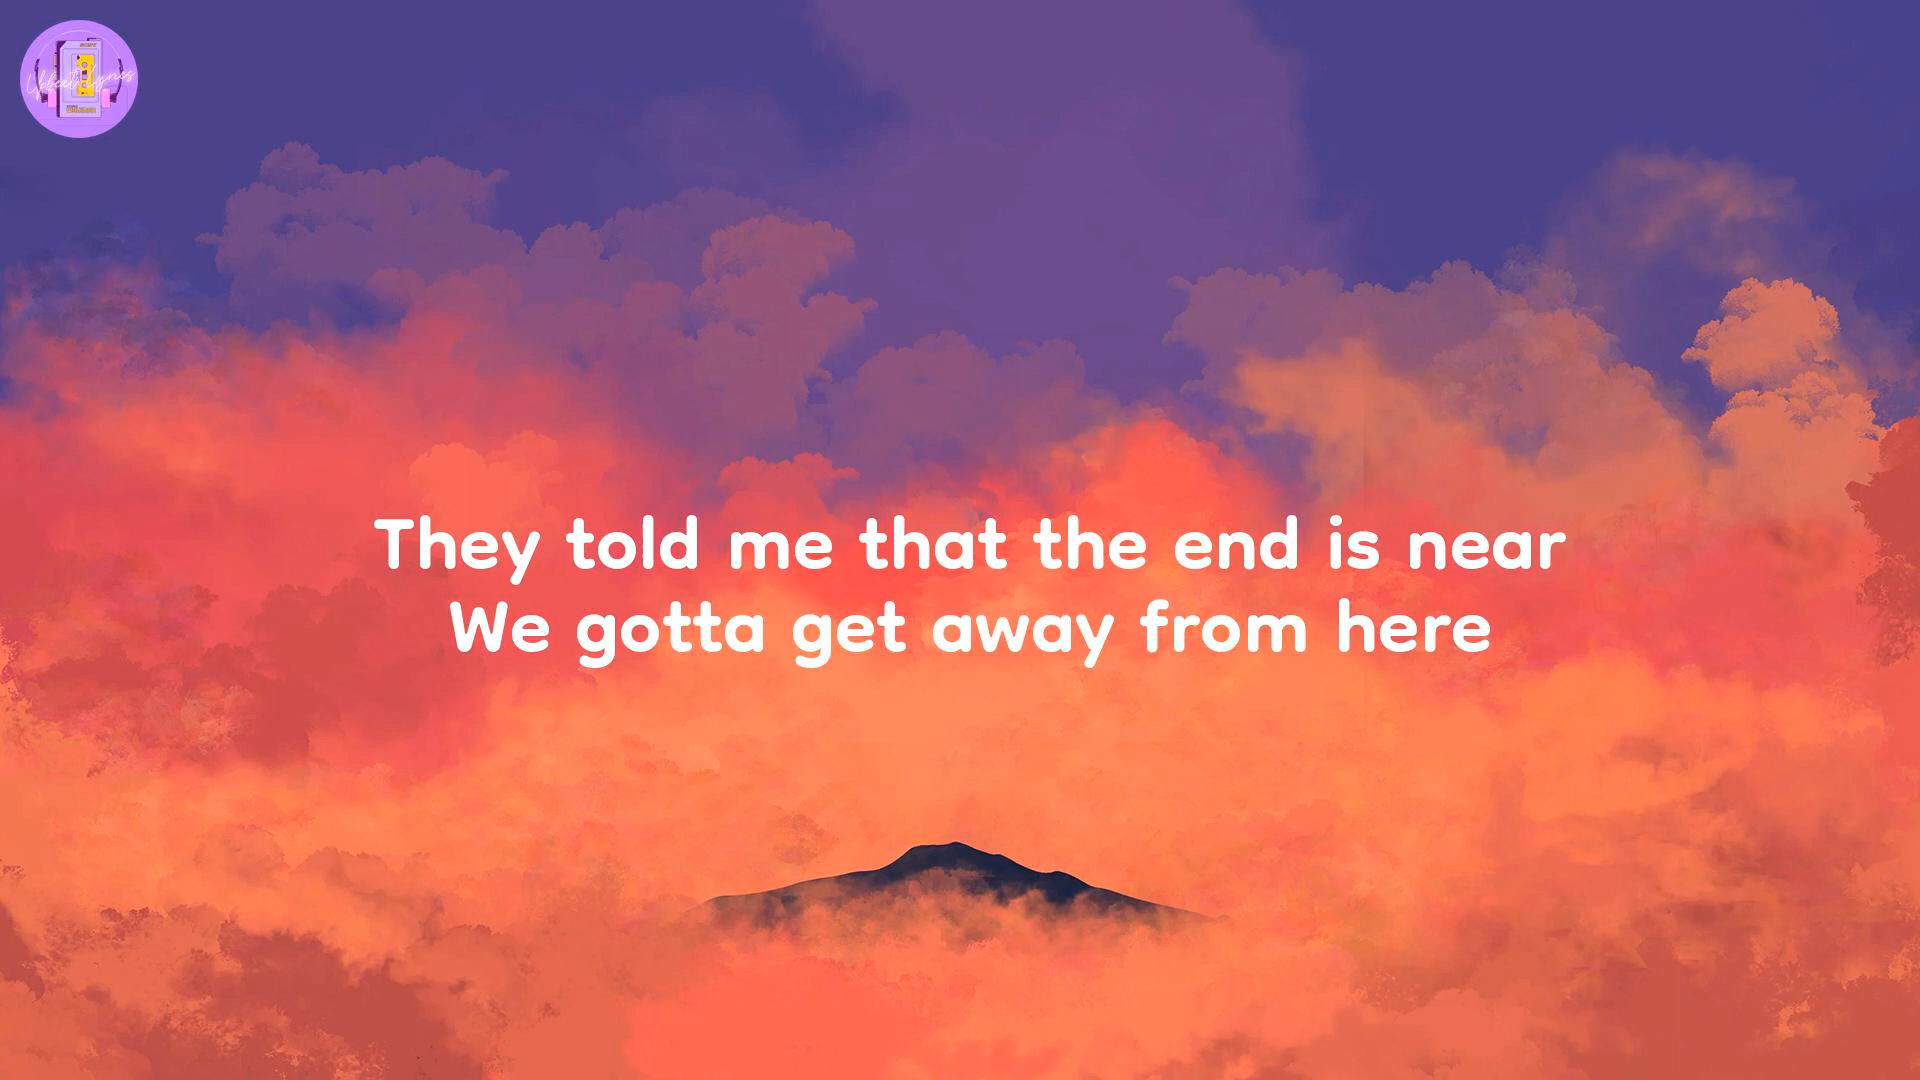 They told me that the end is near
We gotta get away from here